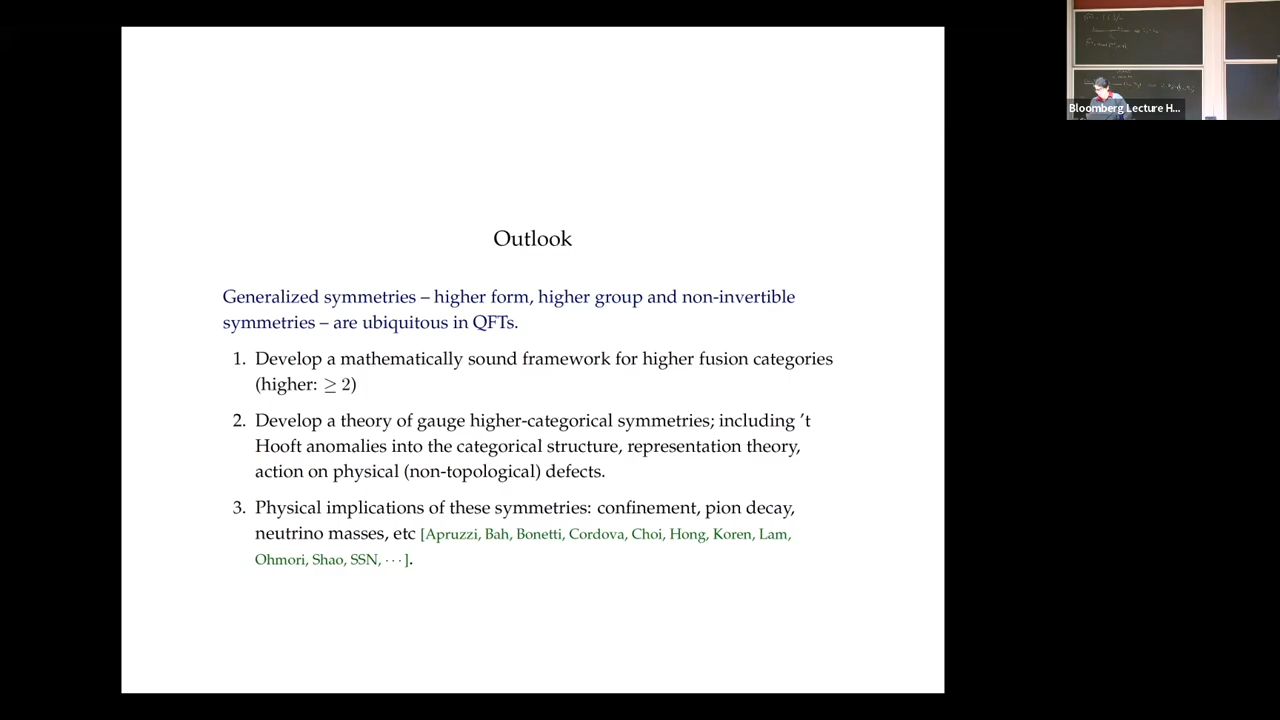 Outlook
Generalized symmetries – higher form, higher group and non-invertible
symmetries – are ubiquitous in QFTs.
1. Develop a mathematically sound framework for higher fusion categories
(higher: ≥ 2)
2. Develop a theory of gauge higher-categorical symmetries; including ’t
Hooft anomalies into the categorical structure, representation theory,
action on physical (non-topological) defects.
3. Physical implications of these symmetries: confinement, pion decay,
neutrino masses, etc [Apruzzi, Bah, Bonetti, Cordova, Choi, Hong, Koren, Lam,
Ohmori, Shao, SSN, ⋯].
Bloomberg Lecture H...